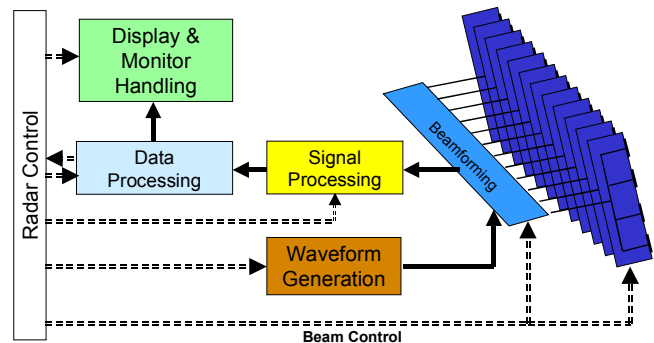 Display &
Monitor
Handling
Radar Control
Data
Processing
Signal
Processing
Beamforming
Waveform
Generation
Beam Control